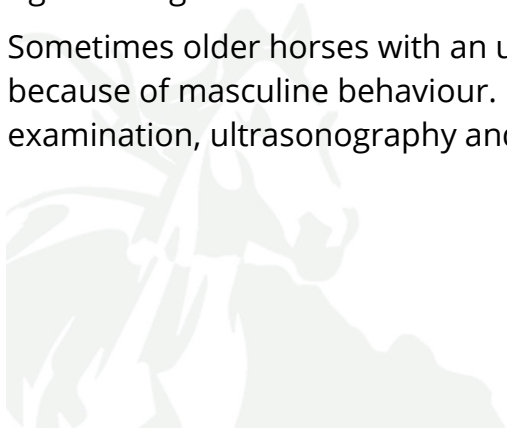 Sometimes older horses with an
because of masculine behaviour.
examination, ultrasonography